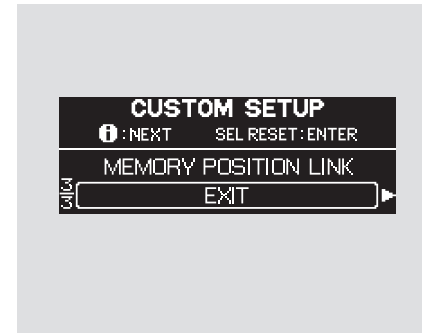 CUSTOM SETUP
i : NEXT SEL RESET : ENTER
MEMORY POSITION LINK
3/3 EXIT